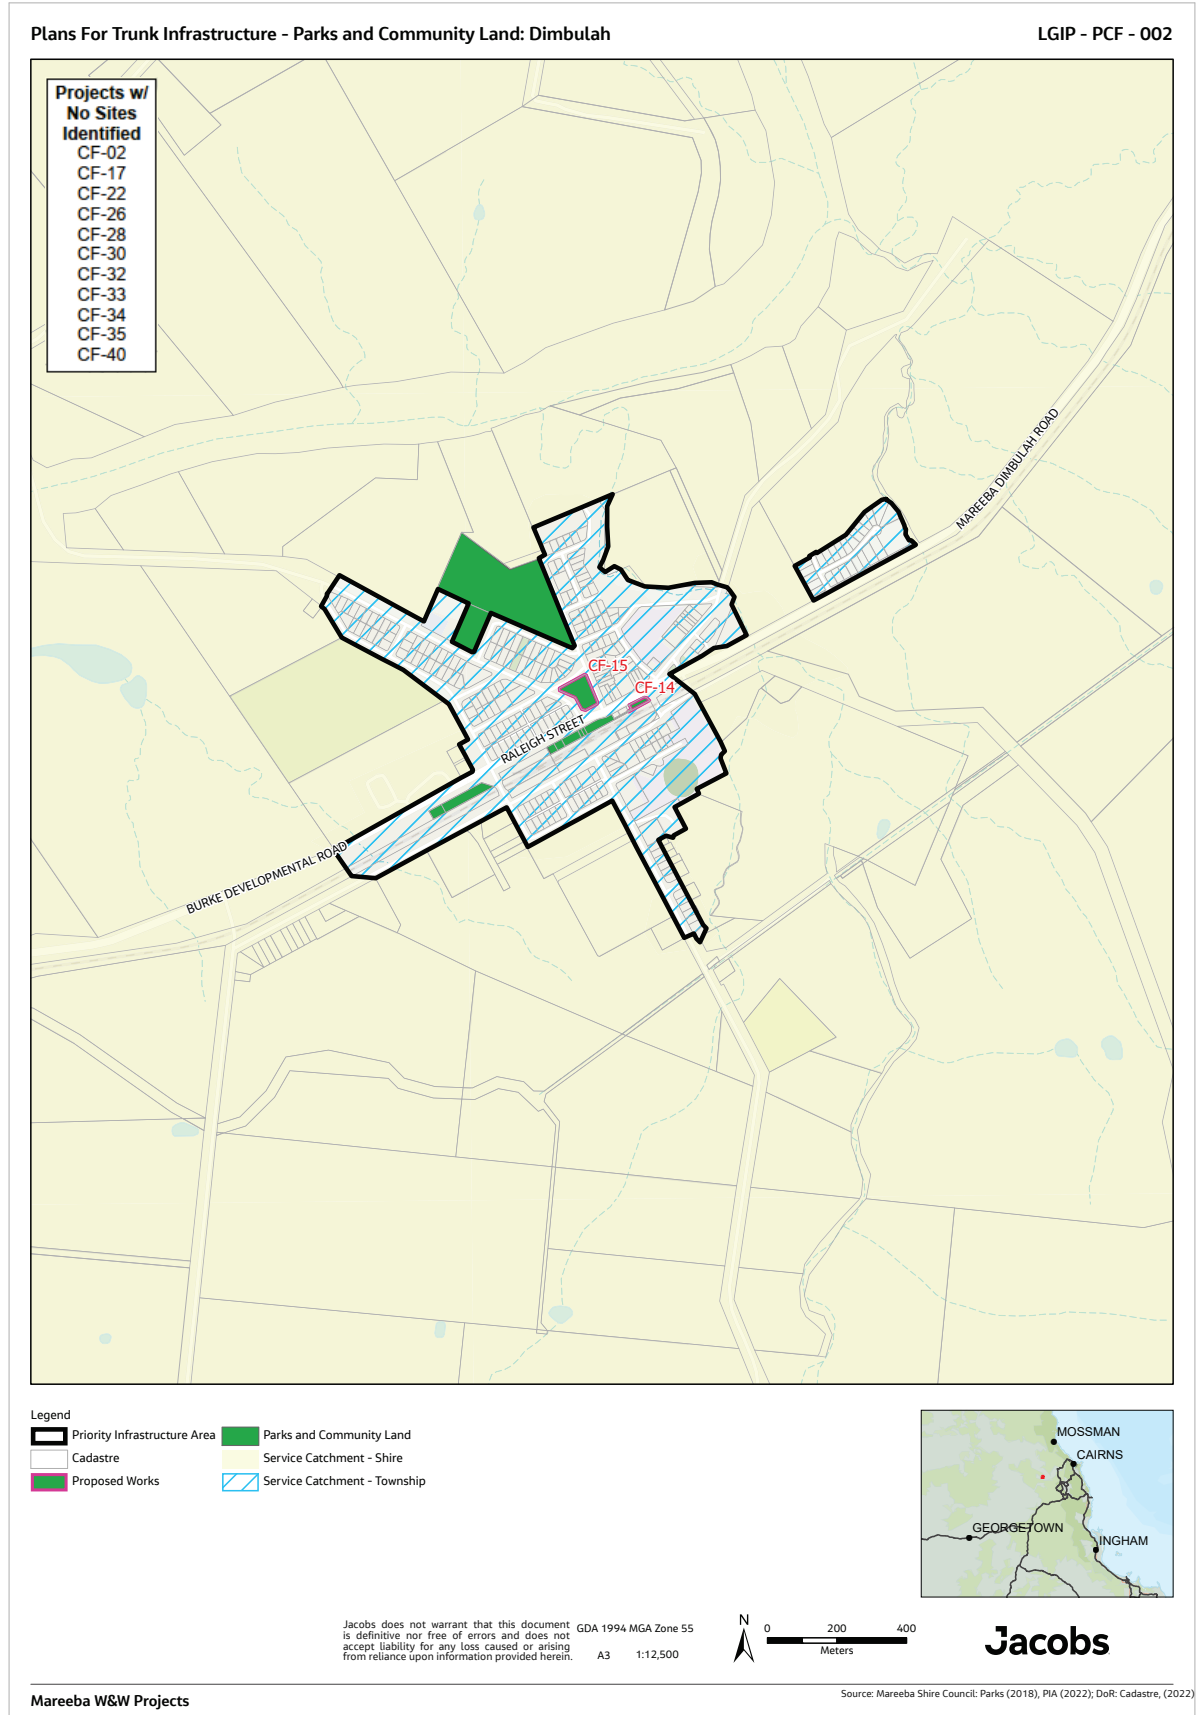 Plans For Trunk Infrastructure - Parks and Community Land: Dimbulah
LGIP - PCF - 002
Projects w/
No Sites
Identified
CF-02
CF-17
CF-22
CF-26
CF-28
CF-30
CF-32
CF-33
CF-34
CF-35
CF-40
MAREEBA DIMBULAH ROAD
CF-15
CF-14
RALEIGH STREET
BURKE DEVELOPMENTAL ROAD
Legend
Priority Infrastructure Area
Parks and Community Land
Cadastre
Service Catchment - Shire
Proposed Works
Service Catchment - Township
MOSSMAN
CAIRNS
GEORGETOWN
INGHAM
Jacobs does not warrant that this document
is definitive nor free of errors and does not
accept liability for any loss caused or arising
from reliance upon information provided herein.
GDA 1994 MGA Zone 55
A3 1:12,500
N
0 200 400
Meters
Jacobs
Mareeba W&W Projects
Source: Mareeba Shire Council: Parks (2018), PIA (2022); DoR: Cadastre, (2022)